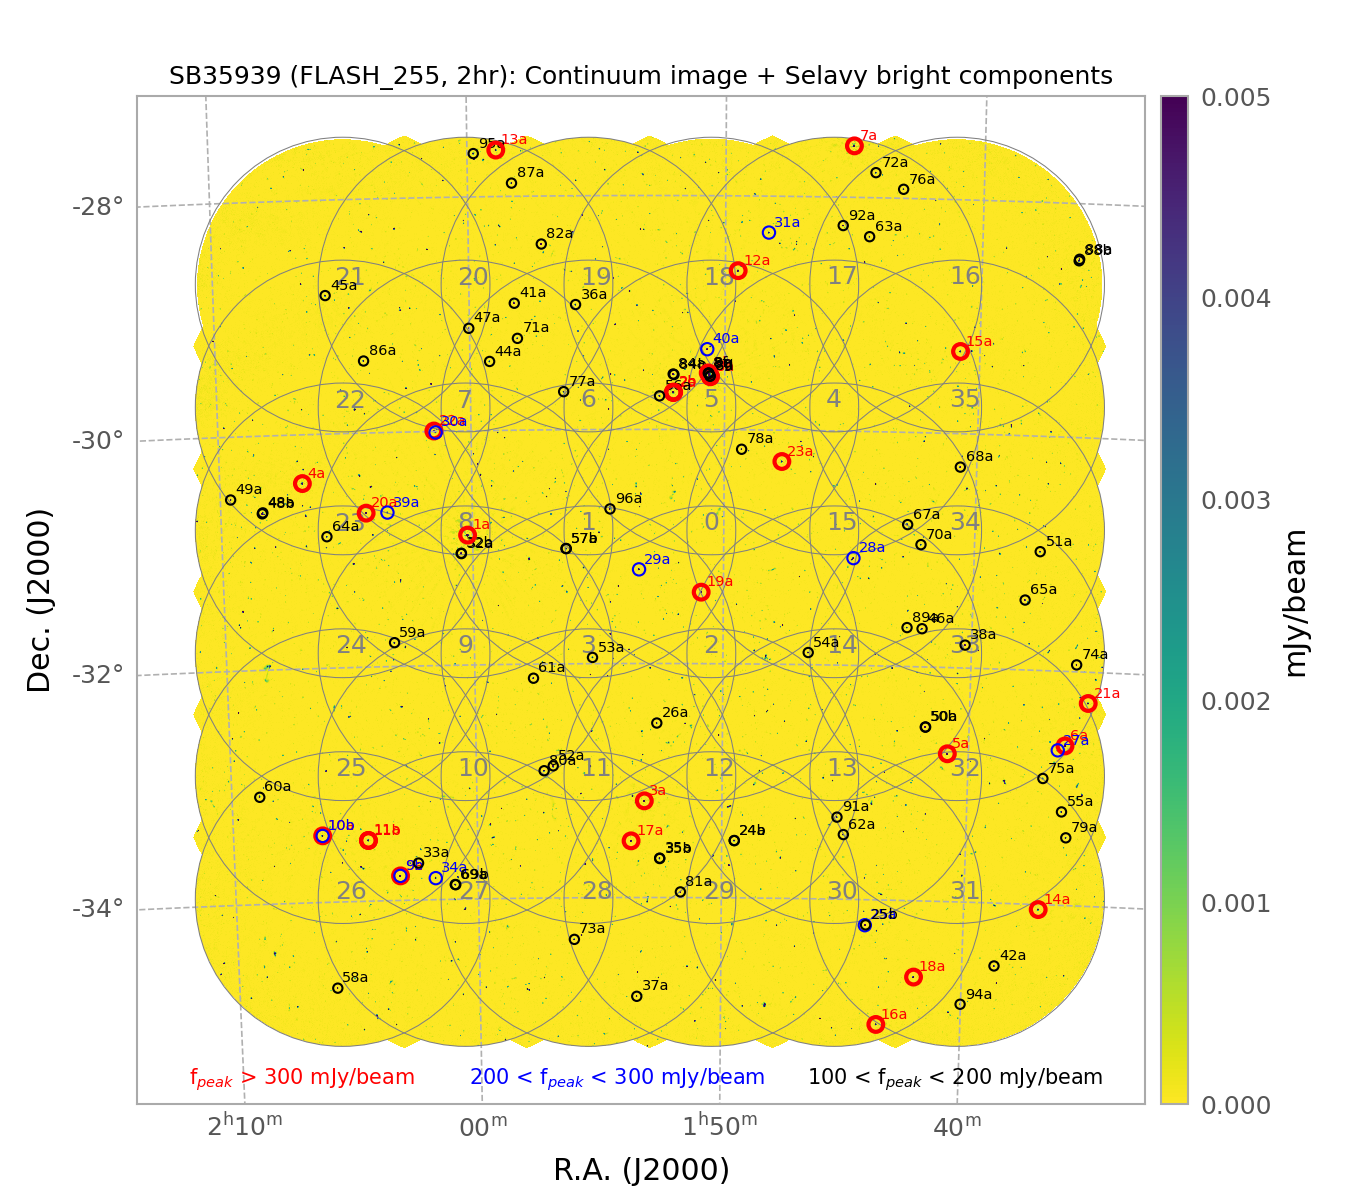 SB35939 (FLASH_255, 2hr): Continuum image + Selavy bright components
0.005
0.004
0.003
0.002
0.001
0.000
mJy/beam
Dec. (J2000)
-28°
-30°
-32°
-34°
13a
7a
87a
72a
76a
92a
63a
31a
82a
12a
88b
21
20
19
18
17
16
45a
41a
36a
47a
71a
40a
15a
86a
44a
77a
22
7
6
5
4
35
30a
78a
23a
68a
4a
49a
48b
20a
39a
96a
64a
8
1a
1
0
15
67a
34
70a
57b
29a
28a
51a
19a
65a
89a
46a
59a
24
9
3
53a
2
54a
14
38a
74a
61a
21a
26a
50b
5a
6a
27a
52a
80a
25
10
11
12
13
32
75a
60a
3a
55a
91a
62a
79a
10b
11b
17a
24b
35b
33a
9b
34a
69b
81a
26
27
28
29
30
31
14a
25b
73a
42a
18a
58a
37a
94a
16a
f peak > 300 mJy/beam
200 < f peak < 300 mJy/beam
100 < f peak < 200 mJy/beam
2h10m
00m
1h50m
40m
R.A. (J2000)